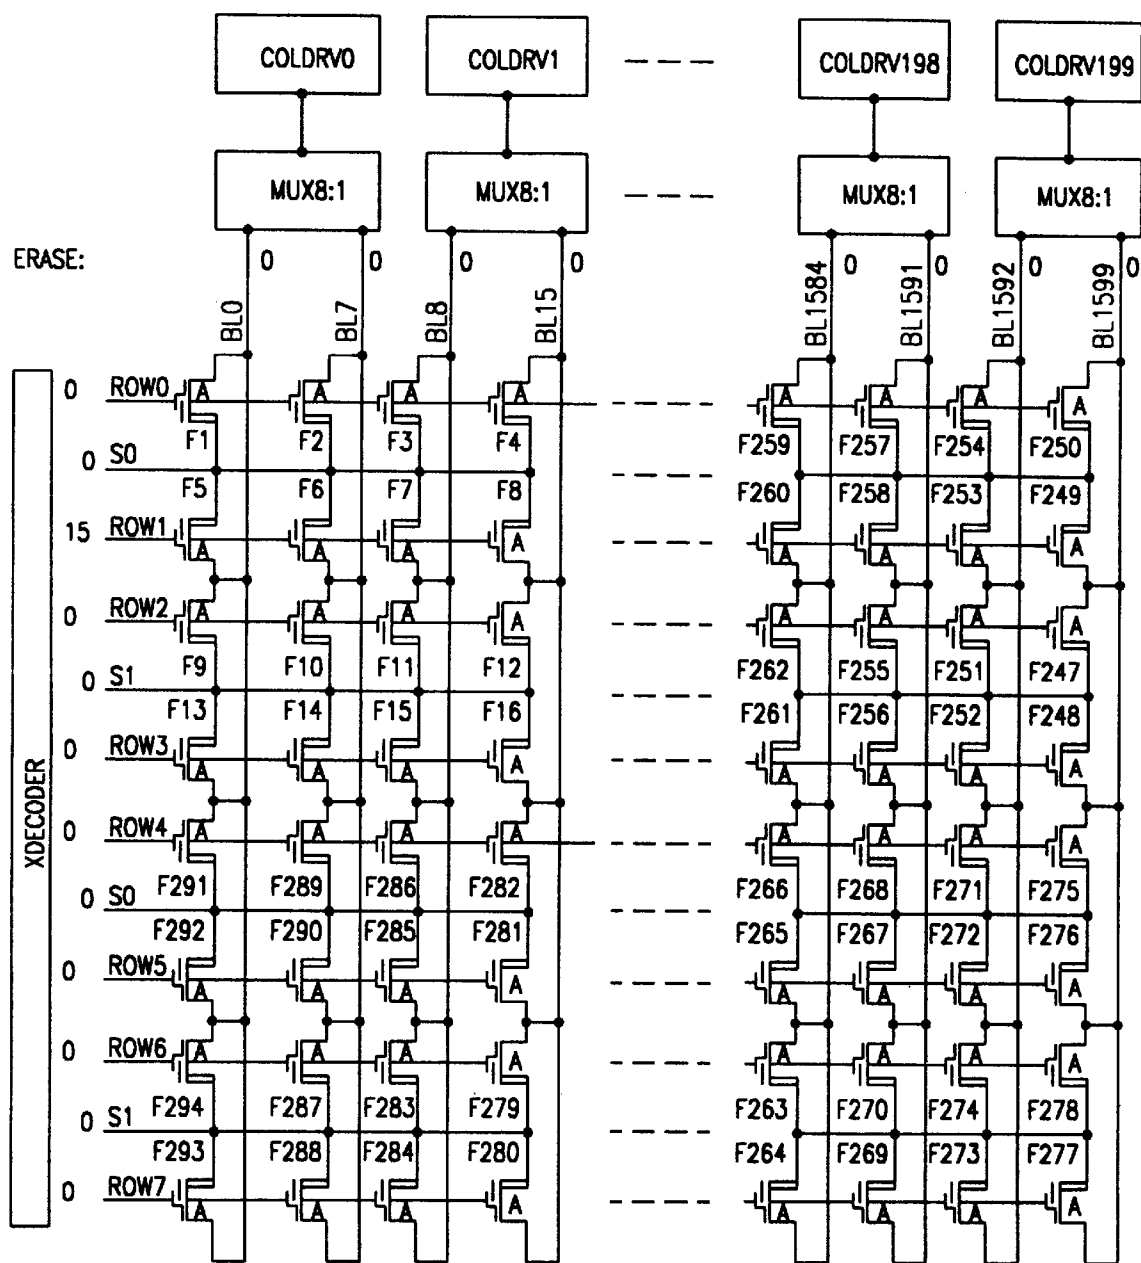 COLDRV0 COLDRV1 COLDRV198 COLDRV199
MUX8:1 MUX8:1 MUX8:1 MUX8:1
ERASE: 0 0 0 0 0 0 0 0
BL0 BL7 BL8 BL15 BL1584 BL1591 BL1592 BL1599
XDECODER
0 ROW0 A A A A A A A A
F1 F2 F3 F4 F259 F257 F254 F250
0 S0
F5 F6 F7 F8 F260 F258 F253 F249
15 ROW1 A A A A A A A A
0 ROW2 A A A A A A A A
F9 F10 F11 F12 F262 F255 F251 F247
0 S1
F13 F14 F15 F16 F261 F256 F252 F248
0 ROW3 A A A A A A A A
0 ROW4 A A A A A A A A
F291 F289 F286 F282 F266 F268 F271 F275
0 S0
F292 F290 F285 F281 F265 F267 F272 F276
0 ROW5 A A A A A A A A
0 ROW6 A A A A A A A A
F294 F287 F283 F279 F263 F270 F274 F278
0 S1
F293 F288 F284 F280 F264 F269 F273 F277
0 ROW7 A A A A A A A A